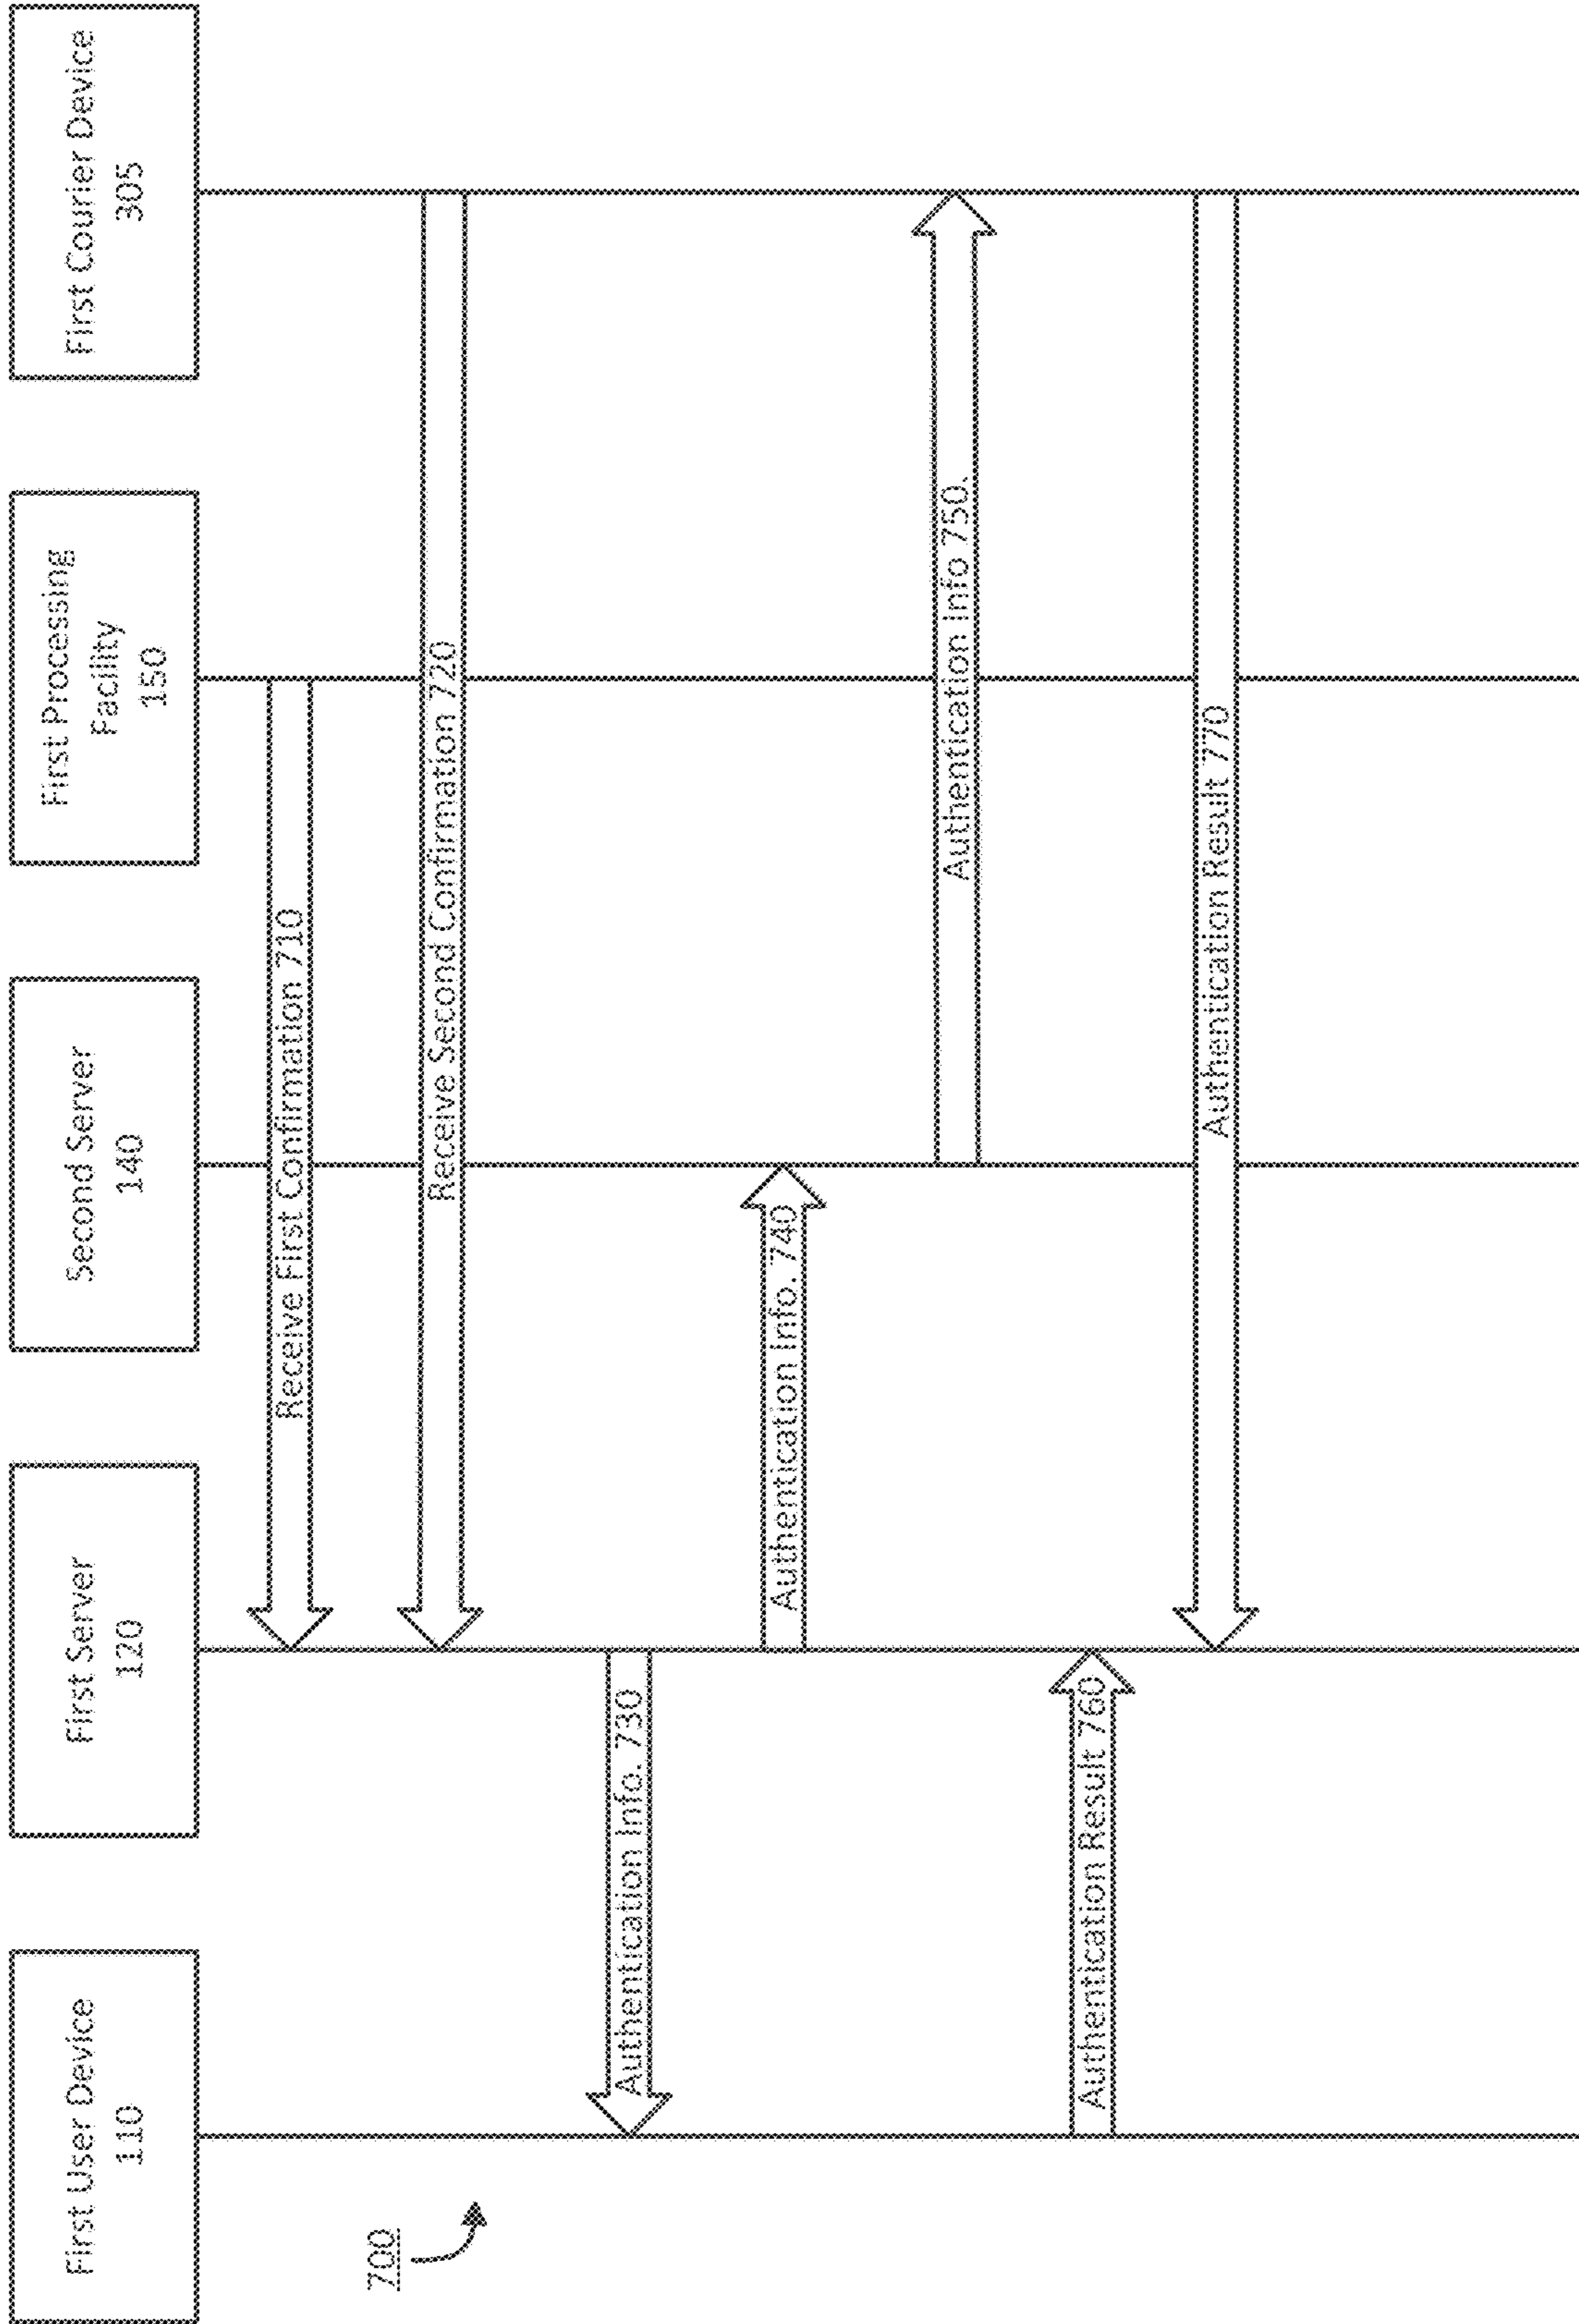 First User Device
110
First Server
120
Second Server
140
First Processing
Facility
150
First Courier Device
305
Receive First Confirmation 710
700
Receive Second Confirmation 720
Authentication Info. 730
Authentication Info. 740
Authentication Info 750.
Authentication Result 760
Authentication Result 770